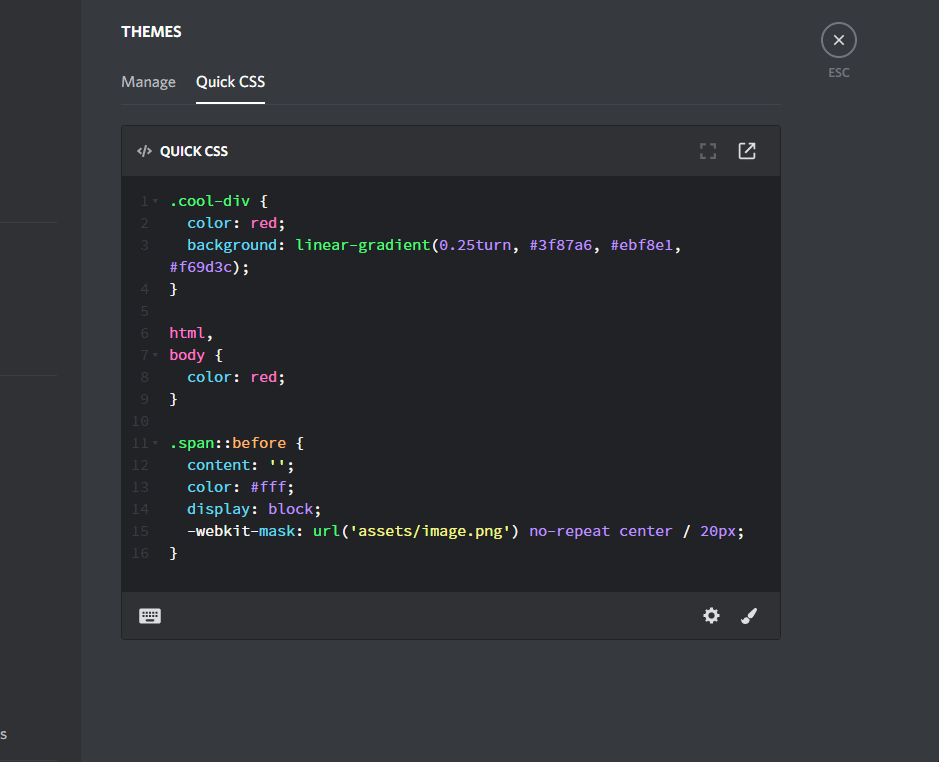 THEMES
ESC
Manage Quick CSS
</> QUICK CSS
1 .cool-div {
2 color: red;
3 background: linear-gradient(0.25turn, #3f87a6, #ebf8e1,
#f69d3c);
4 }
5
6 html,
7 body {
8 color: red;
9 }
10
11 .span::before {
12 content: '';
13 color: #fff;
14 display: block;
15 -webkit-mask: url('assets/image.png') no-repeat center / 20px;
16 }
s